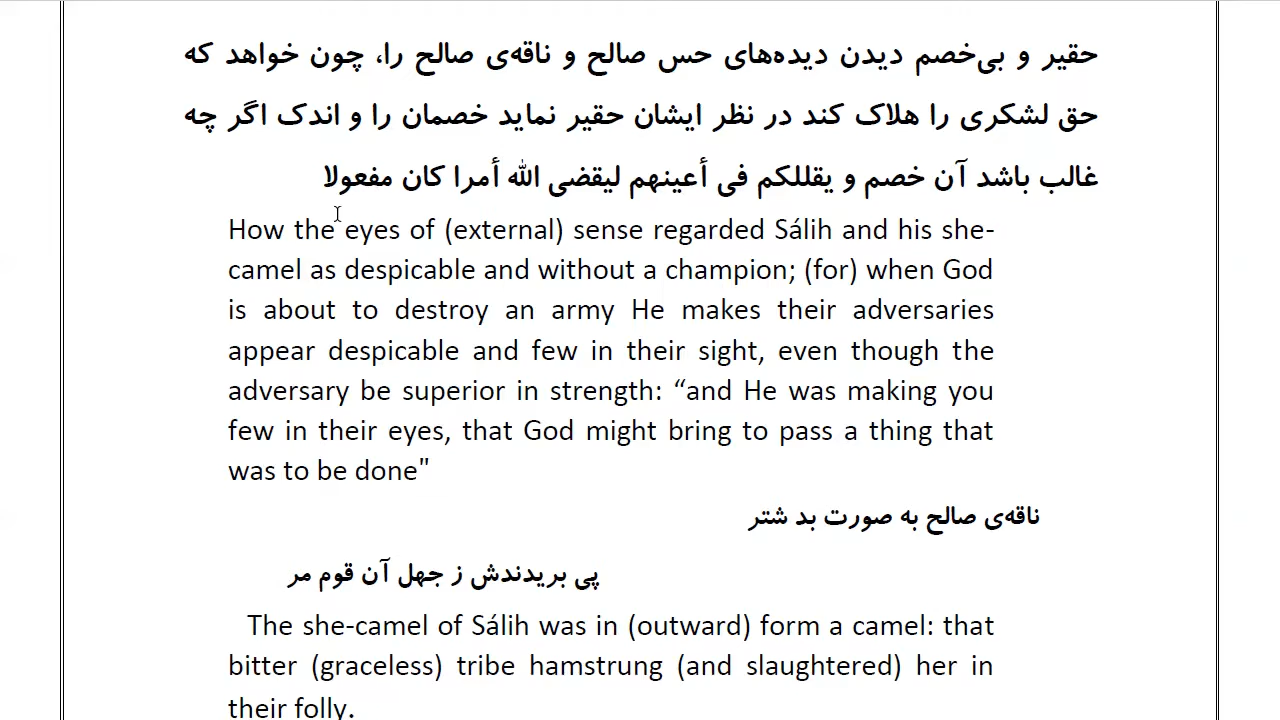 حقیر و بی‌خصم دیدن دیده‌های حس صالح و ناقه‌ی صالح را، چون خواهد که
حق لشکری را هلاک کند در نظر ایشان حقیر نماید خصمان را و اندک اگر چه
غالب باشد آن خصم و یقللکم فی أعینهم لیقضی الله أمرا کان مفعولا
How the eyes of (external) sense regarded Sálih and his she-
camel as despicable and without a champion; (for) when God
is about to destroy an army He makes their adversaries
appear despicable and few in their sight, even though the
adversary be superior in strength: “and He was making you
few in their eyes, that God might bring to pass a thing that
was to be done"
ناقه‌ی صالح به صورت بد شتر
پی بریدندش ز جهل آن قوم مر
The she-camel of Sálih was in (outward) form a camel: that
bitter (graceless) tribe hamstrung (and slaughtered) her in
their folly.